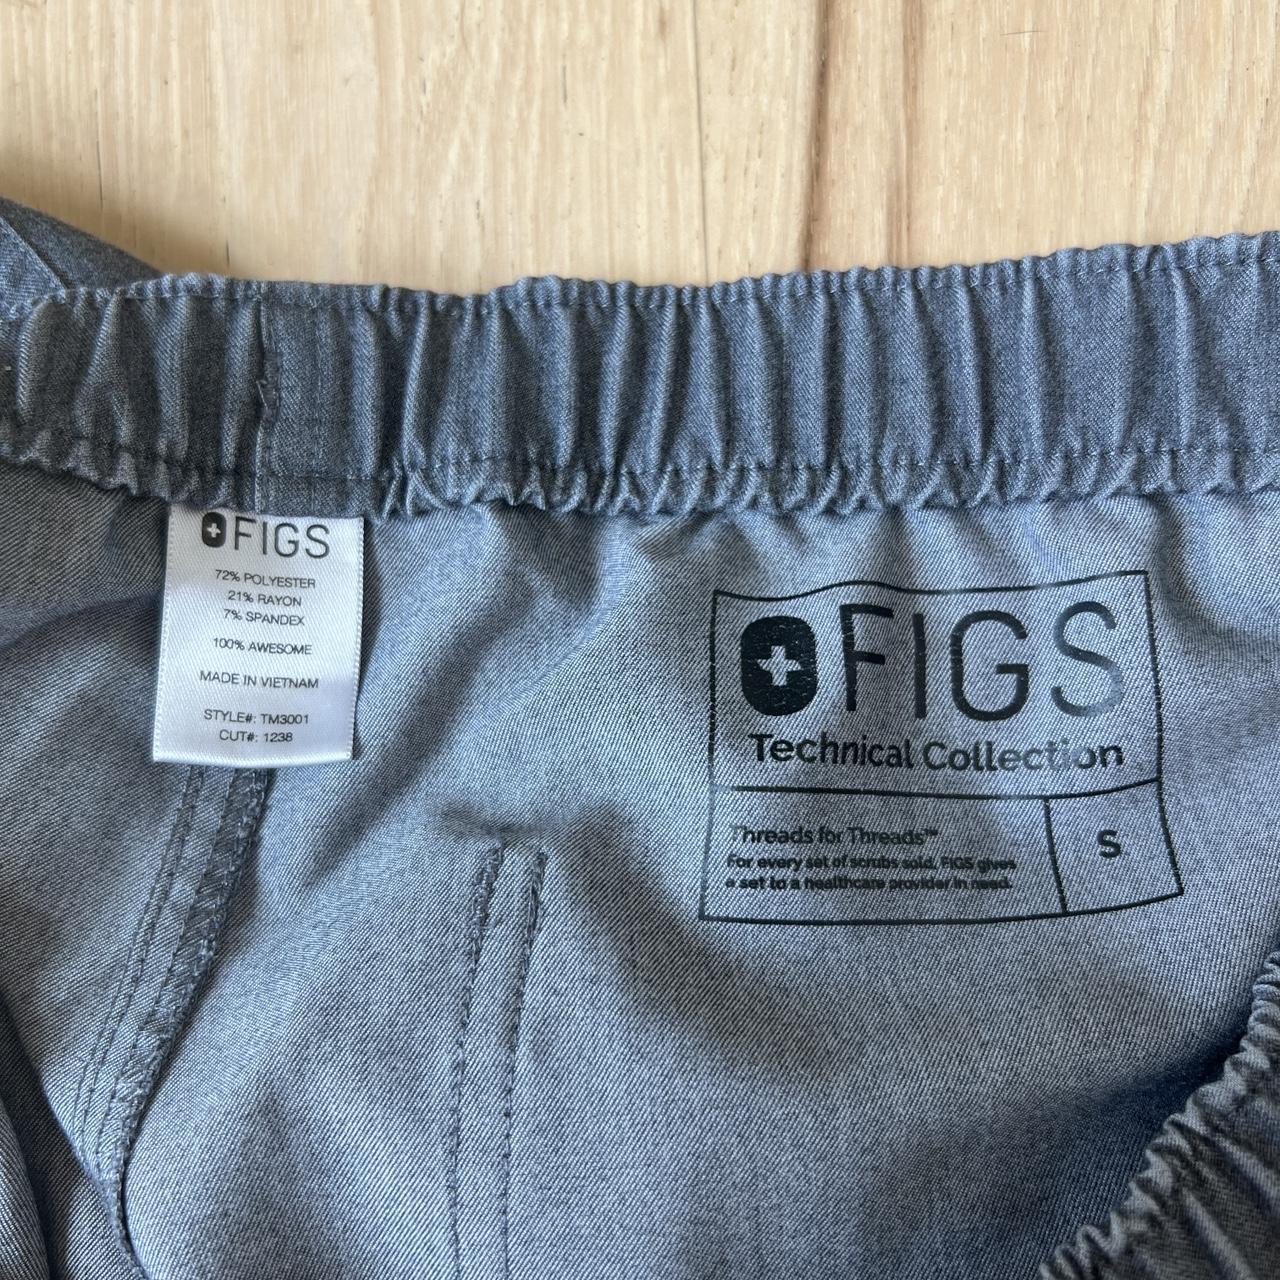 FIGS
72% POLYESTER
21% RAYON
7% SPANDEX
100% AWESOME
MADE IN VIETNAM
STYLE#: TM3001
CUT#: 1238
FIGS
Technical Collection
Threads for Threads™
For every set of scrubs sold, FIGS gives
a set to a healthcare provider in need.
S